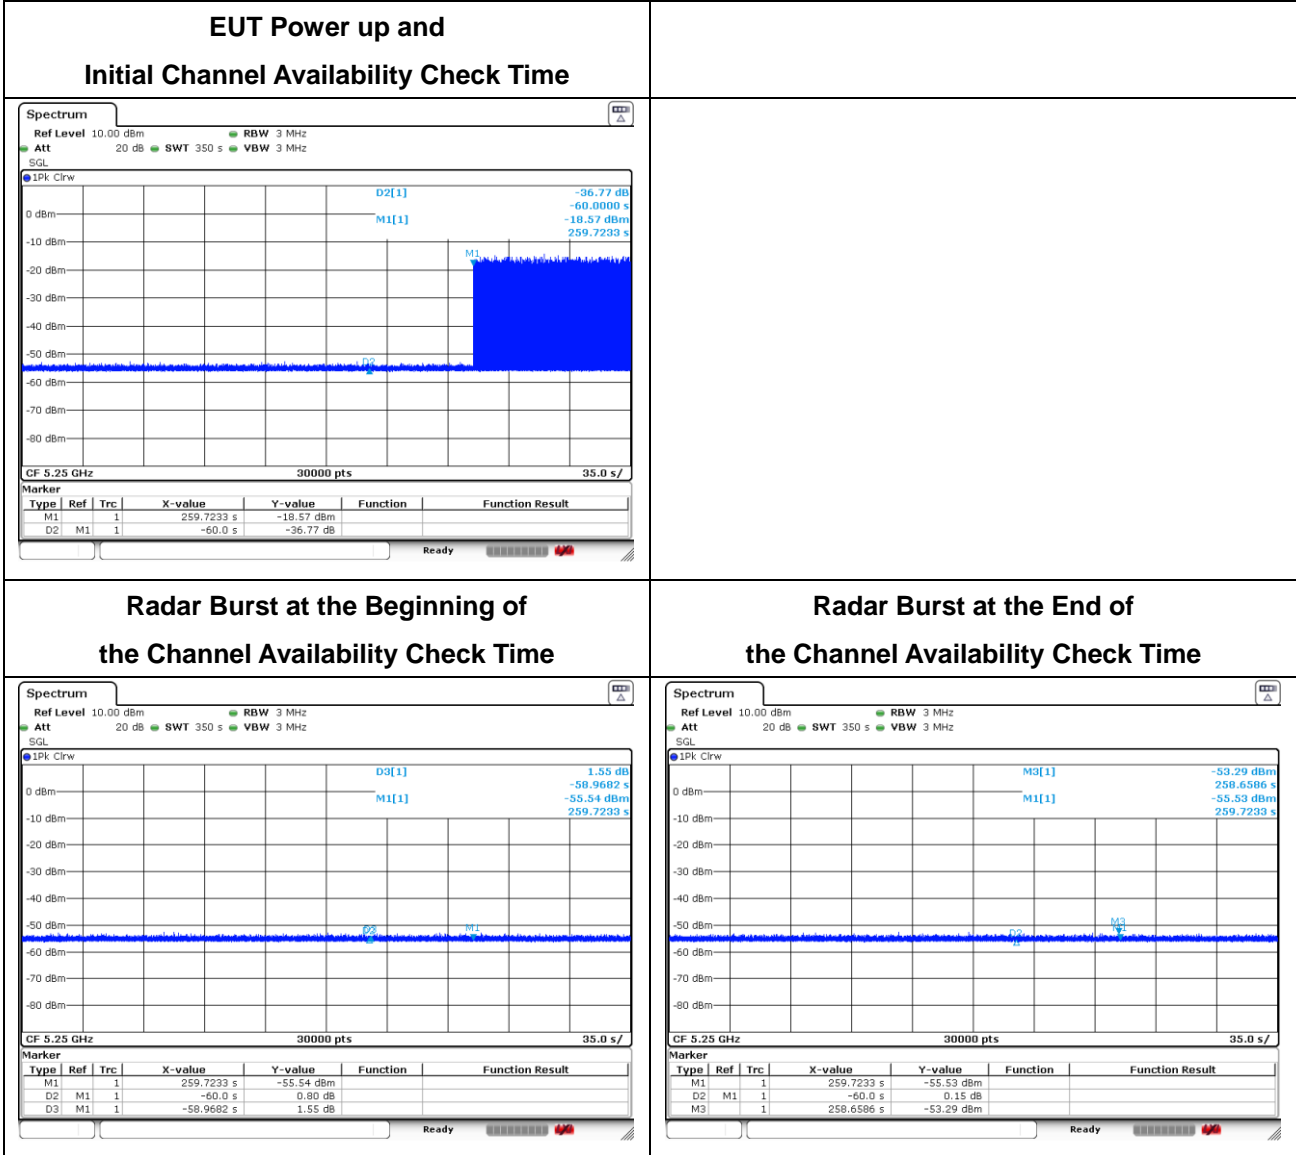 EUT Power up and
Initial Channel Availability Check Time
Spectrum
Ref Level 10.00 dBm RBW 3 MHz
Att 20 dB SWT 350 s VBW 3 MHz
SGL
1Pk Clrw
D2[1] -36.77 dB
-60.0000 s
M1[1] -18.57 dBm
259.7233 s
0 dBm
-10 dBm
M1
-20 dBm
-30 dBm
-40 dBm
-50 dBm
D2
-60 dBm
-70 dBm
-80 dBm
CF 5.25 GHz 30000 pts 35.0 s/
Marker
Type Ref Trc X-value Y-value Function Function Result
M1 1 259.7233 s -18.57 dBm
D2 M1 1 -60.0 s -36.77 dB
Ready
Radar Burst at the Beginning of
the Channel Availability Check Time
Spectrum
Ref Level 10.00 dBm RBW 3 MHz
Att 20 dB SWT 350 s VBW 3 MHz
SGL
1Pk Clrw
D3[1] 1.55 dB
-58.9682 s
M1[1] -55.54 dBm
259.7233 s
0 dBm
-10 dBm
-20 dBm
-30 dBm
-40 dBm
-50 dBm
D3 M1
-60 dBm
-70 dBm
-80 dBm
CF 5.25 GHz 30000 pts 35.0 s/
Marker
Type Ref Trc X-value Y-value Function Function Result
M1 1 259.7233 s -55.54 dBm
D2 M1 1 -60.0 s 0.80 dB
D3 M1 1 -58.9682 s 1.55 dB
Ready
Radar Burst at the End of
the Channel Availability Check Time
Spectrum
Ref Level 10.00 dBm RBW 3 MHz
Att 20 dB SWT 350 s VBW 3 MHz
SGL
1Pk Clrw
M3[1] -53.29 dBm
258.6586 s
M1[1] -55.53 dBm
259.7233 s
0 dBm
-10 dBm
-20 dBm
-30 dBm
-40 dBm
-50 dBm
M3
D2 M1
-60 dBm
-70 dBm
-80 dBm
CF 5.25 GHz 30000 pts 35.0 s/
Marker
Type Ref Trc X-value Y-value Function Function Result
M1 1 259.7233 s -55.53 dBm
D2 M1 1 -60.0 s 0.15 dB
M3 1 258.6586 s -53.29 dBm
Ready